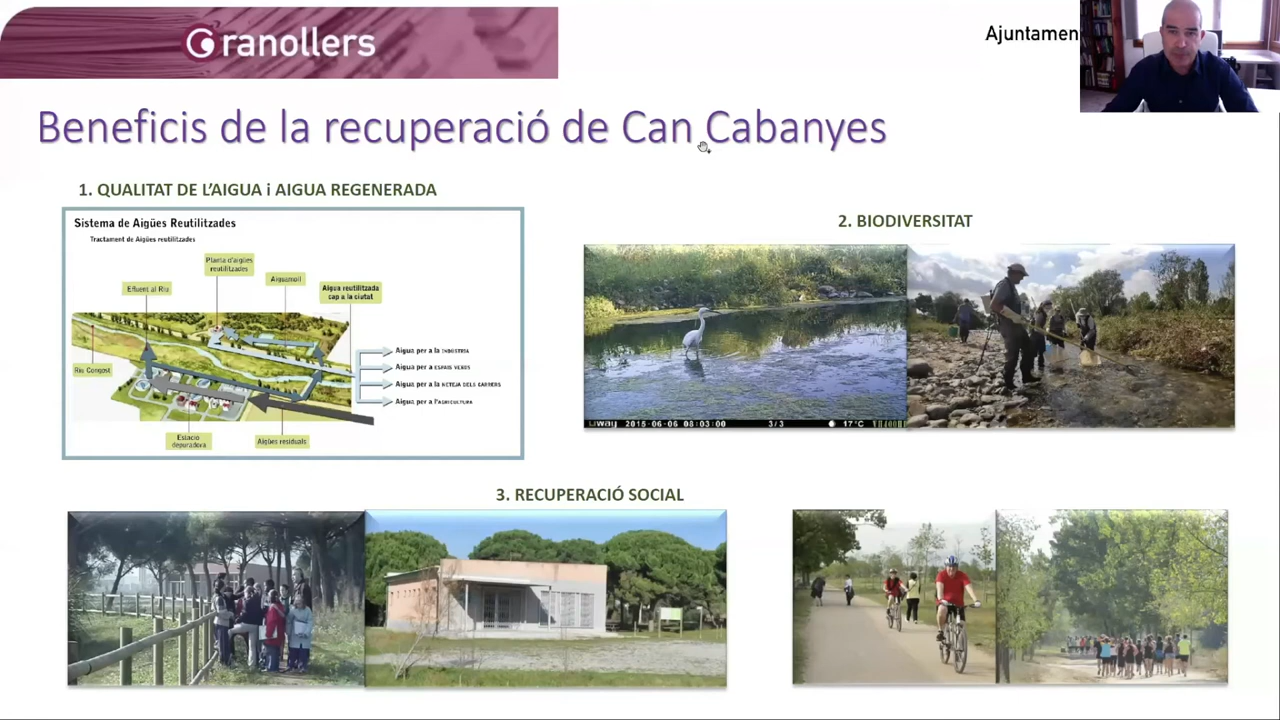 Granollers
Ajuntamen
Beneficis de la recuperació de Can Cabanyes
1. QUALITAT DE L'AIGUA i AIGUA REGENERADA
Sistema de Aigües Reutilitzades
Tractament de Aigües reutilitzades
Planta d'aigües
reutilitzades
Aiguamoll
Efluent al Riu
Aigua reutilitzada
cap a la ciutat
Riu Congost
Aigua per a la INDÚSTRIA
Aigua per a ESPAIS VERDS
Aigua per a la NETEJA DELS CARRERS
Aigua per a l'AGRICULTURA
Estació
depuradora
Aigües residuals
2. BIODIVERSITAT
Uway 2015-06-06 08:03:00 3/3 17°C
3. RECUPERACIÓ SOCIAL